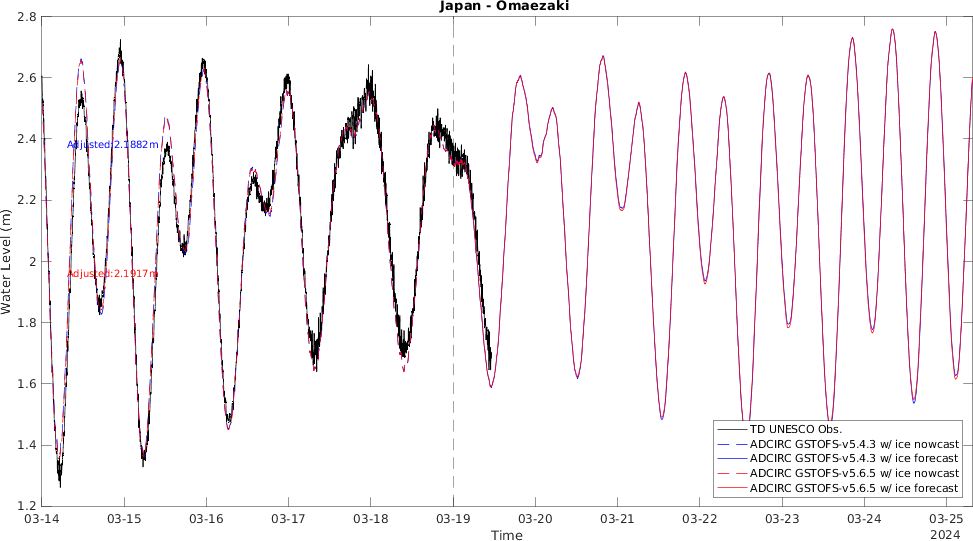 Japan - Omaezaki
2.8
2.6
2.4
2.2
2
1.8
1.6
1.4
1.2
Water Level (m)
Adjusted:2.1882m
Adjusted:2.1917m
TD UNESCO Obs.
ADCIRC GSTOFS-v5.4.3 w/ ice nowcast
ADCIRC GSTOFS-v5.4.3 w/ ice forecast
ADCIRC GSTOFS-v5.6.5 w/ ice nowcast
ADCIRC GSTOFS-v5.6.5 w/ ice forecast
03-14 03-15 03-16 03-17 03-18 03-19 03-20 03-21 03-22 03-23 03-24 03-25
2024
Time